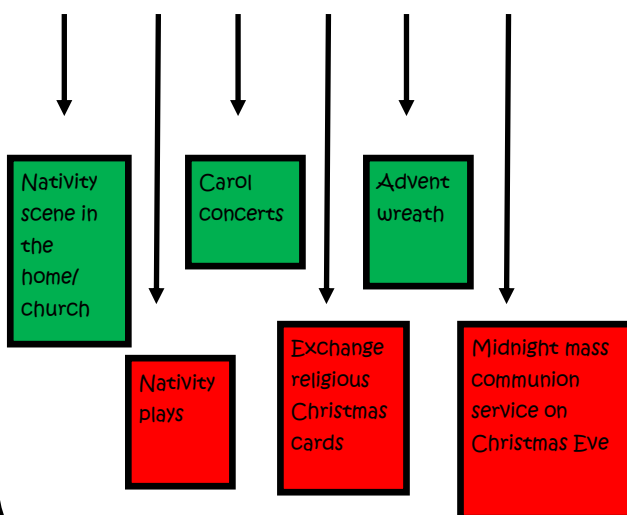 Nativity
scene in
the
home/
church
Carol
concerts
Advent
wreath
Nativity
plays
Exchange
religious
Christmas
cards
Midnight mass
communion
service on
Christmas Eve